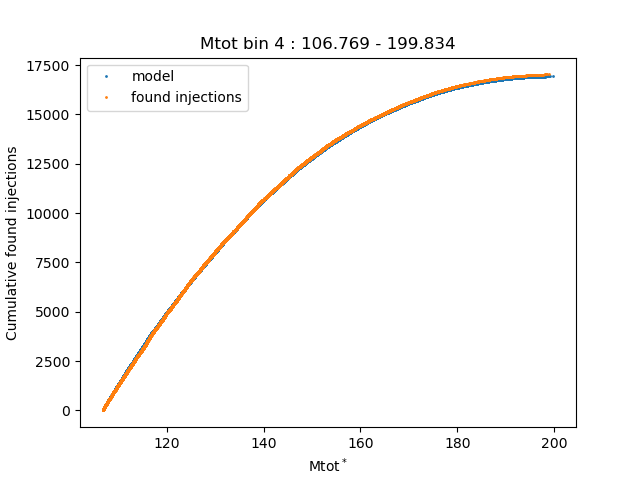 Mtot bin 4 : 106.769 - 199.834
model
found injections
Cumulative found injections
17500
15000
12500
10000
7500
5000
2500
0
120 140 160 180 200
Mtot*